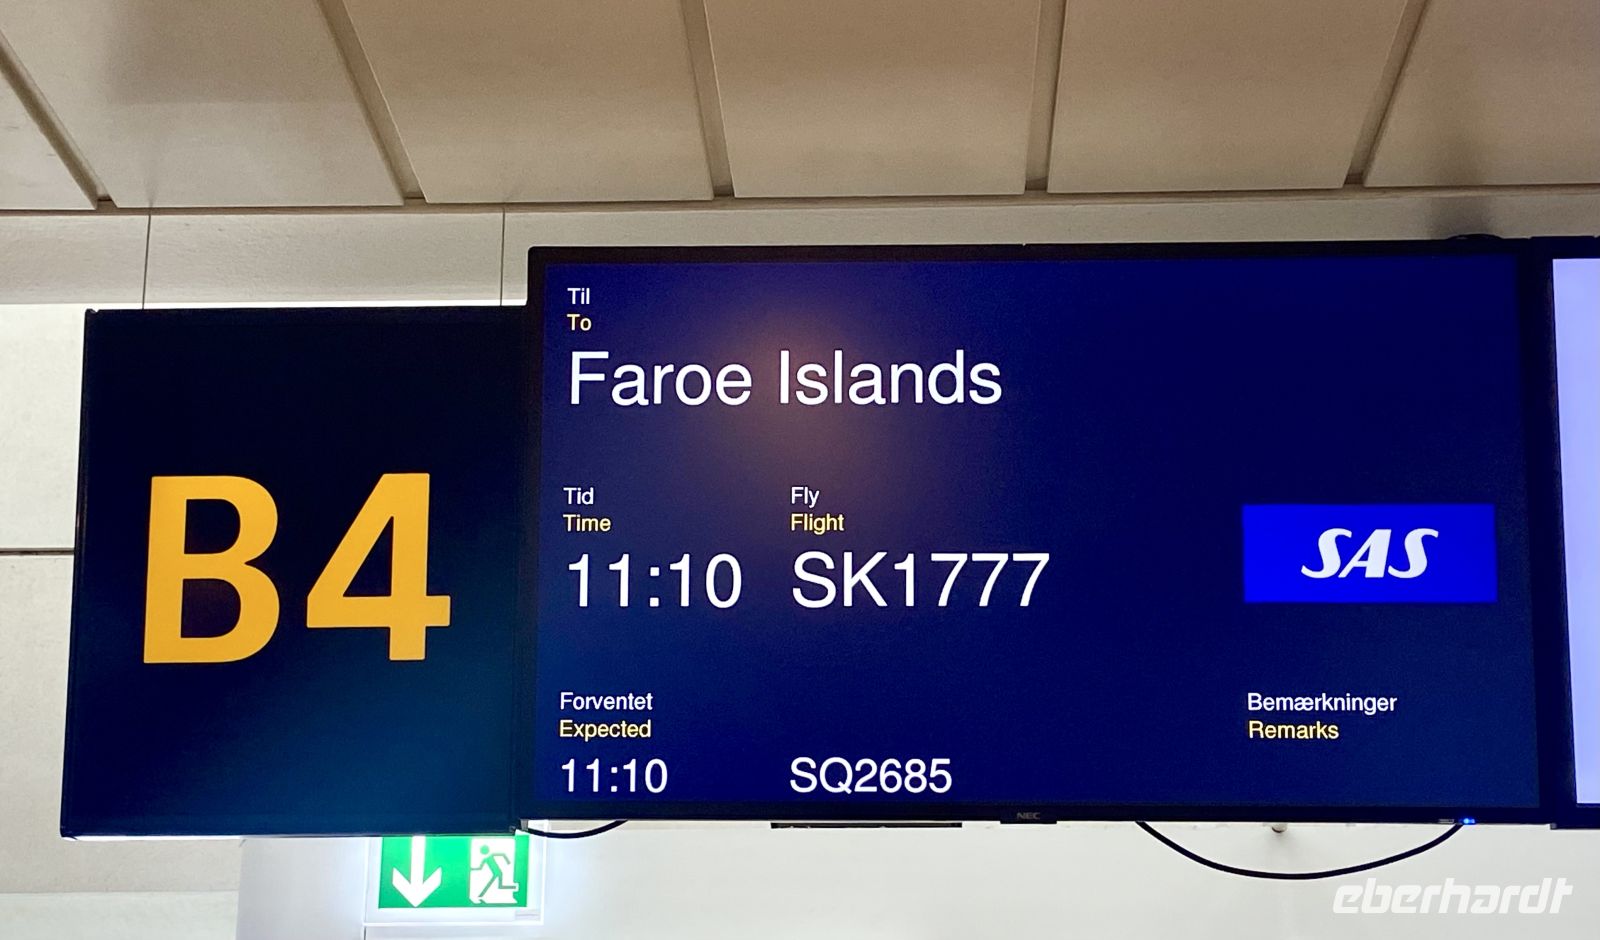 B4
Til
To
Faroe Islands
Tid
Time
11:10
Fly
Flight
SK1777
SAS
Forventet
Expected
11:10
SQ2685
Bemærkninger
Remarks
NEC
eberhardt